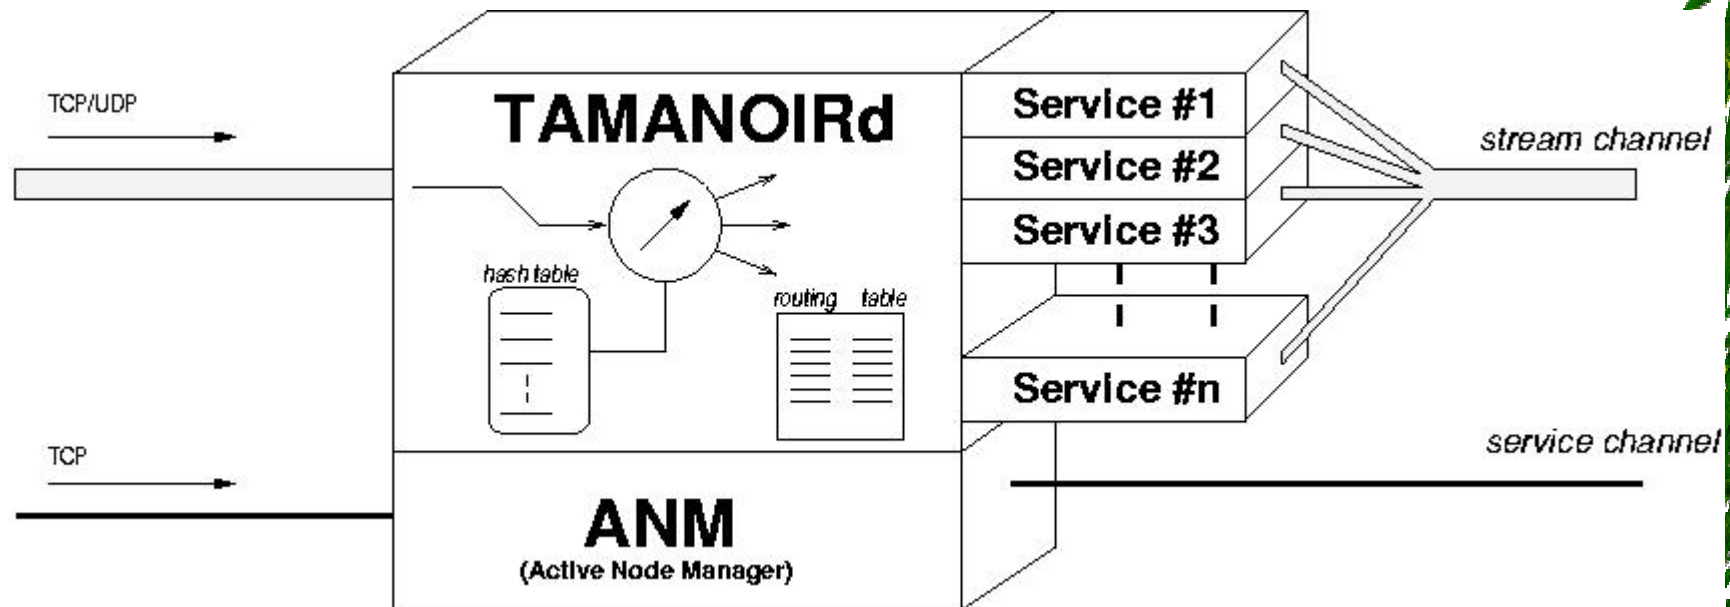 TCP/UDP
TAMANOIRd
Service #1
Service #2
Service #3
stream channel
hash table
routing table
Service #n
service channel
TCP
ANM
(Active Node Manager)